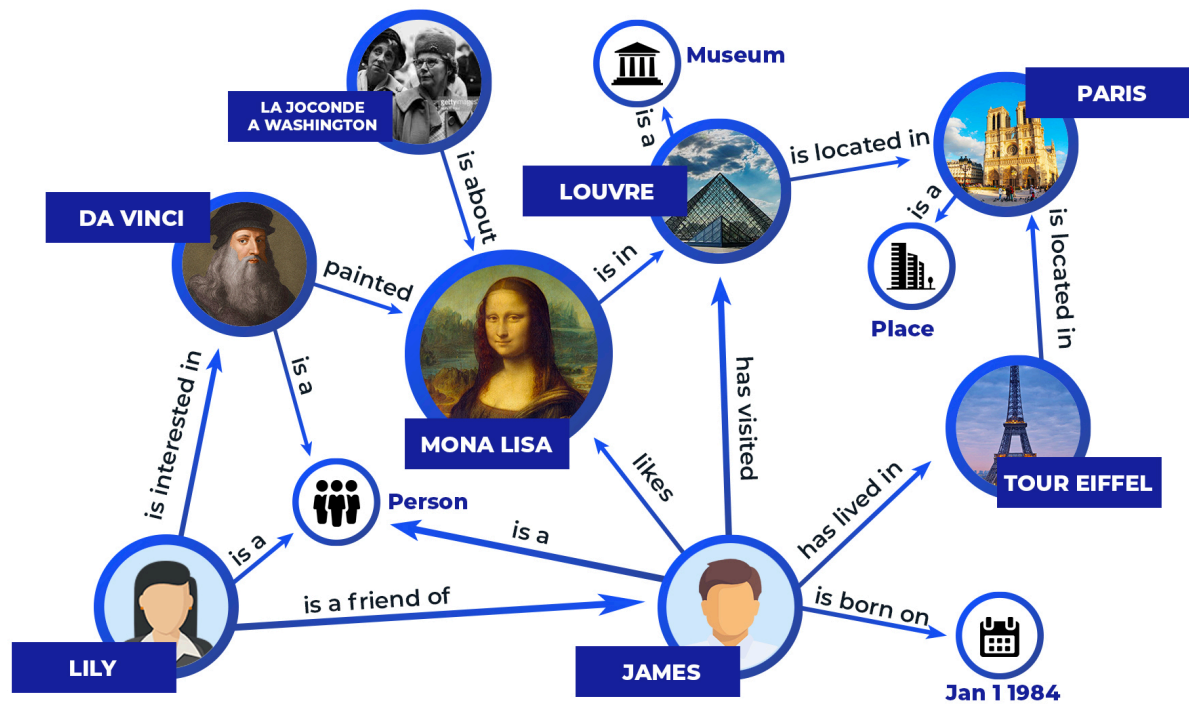 Museum
PARIS
LA JOCONDE
A WASHINGTON
gettyimages
is a
is located in
is about
LOUVRE
is a
DA VINCI
is located in
painted
is in
Place
is a
has visited
is interested in
MONA LISA
likes
has lived in
TOUR EIFFEL
Person
is a
is a
is a friend of
is born on
LILY
JAMES
Jan 1 1984